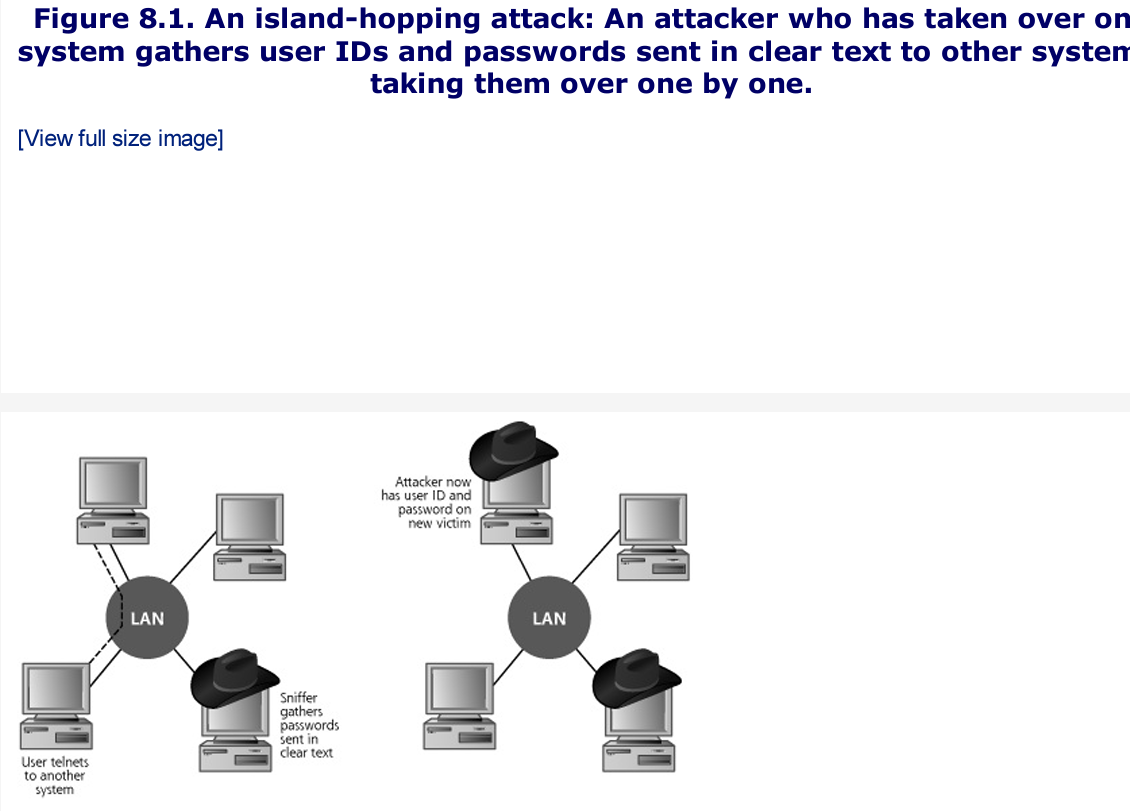 Figure 8.1. An island-hopping attack: An attacker who has taken over on
system gathers user IDs and passwords sent in clear text to other system
taking them over one by one.
[View full size image]
LAN
User telnets
to another
system
Sniffer
gathers
passwords
sent in
clear text
Attacker now
has user ID and
password on
new victim
LAN